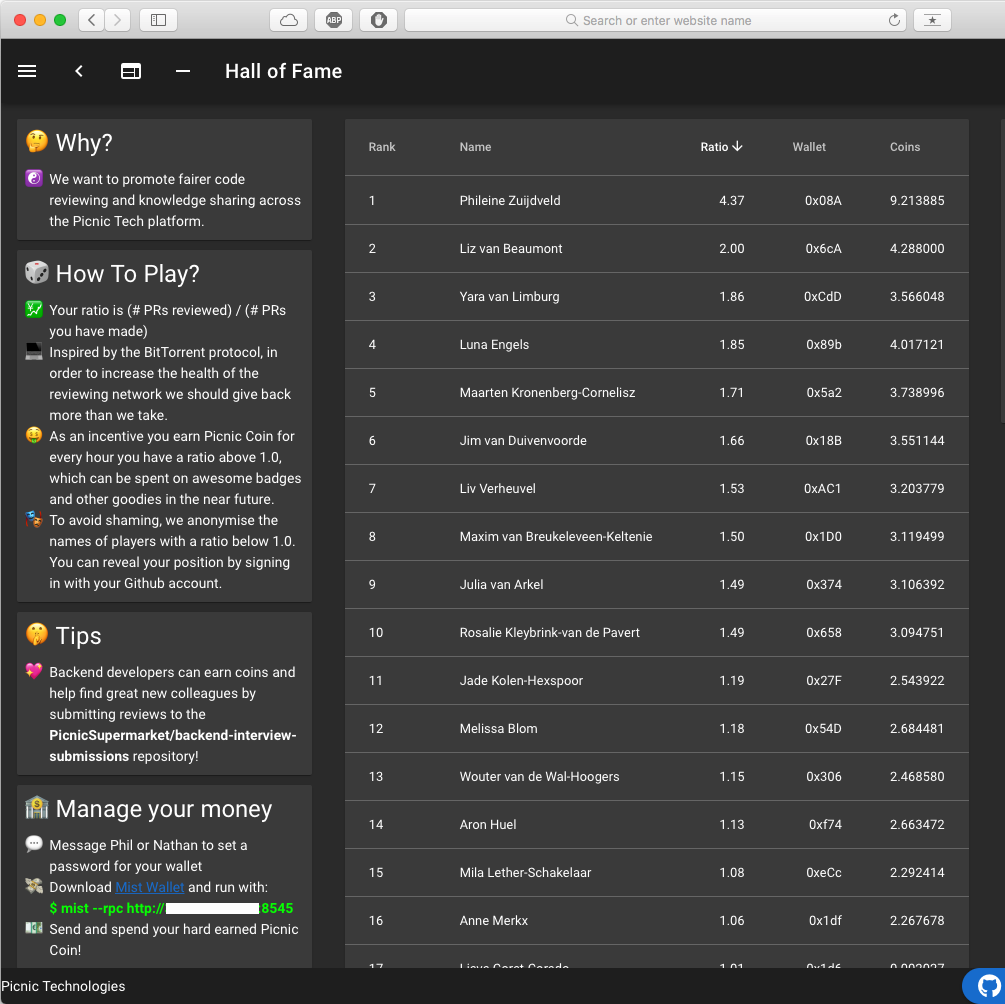 ABP
Search or enter website name
Hall of Fame
Why?
We want to promote fairer code
reviewing and knowledge sharing across
the Picnic Tech platform.
How To Play?
Your ratio is (# PRs reviewed) / (# PRs
you have made)
Inspired by the BitTorrent protocol, in
order to increase the health of the
reviewing network we should give back
more than we take.
As an incentive you earn Picnic Coin for
every hour you have a ratio above 1.0,
which can be spent on awesome badges
and other goodies in the near future.
To avoid shaming, we anonymise the
names of players with a ratio below 1.0.
You can reveal your position by signing
in with your Github account.
Tips
Backend developers can earn coins and
help find great new colleagues by
submitting reviews to the
PicnicSupermarket/backend-interview-
submissions repository!
Manage your money
Message Phil or Nathan to set a
password for your wallet
Download Mist Wallet and run with:
$ mist --rpc http:// :8545
Send and spend your hard earned Picnic
Coin!
Rank Name Ratio Wallet Coins
1 Phileine Zuijdveld 4.37 0x08A 9.213885
2 Liz van Beaumont 2.00 0x6cA 4.288000
3 Yara van Limburg 1.86 0xCdD 3.566048
4 Luna Engels 1.85 0x89b 4.017121
5 Maarten Kronenberg-Cornelisz 1.71 0x5a2 3.738996
6 Jim van Duivenvoorde 1.66 0x18B 3.551144
7 Liv Verheuvel 1.53 0xAC1 3.203779
8 Maxim van Breukeleveen-Keltenie 1.50 0x1D0 3.119499
9 Julia van Arkel 1.49 0x374 3.106392
10 Rosalie Kleybrink-van de Pavert 1.49 0x658 3.094751
11 Jade Kolen-Hexspoor 1.19 0x27F 2.543922
12 Melissa Blom 1.18 0x54D 2.684481
13 Wouter van de Wal-Hoogers 1.15 0x306 2.468580
14 Aron Huel 1.13 0xf74 2.663472
15 Mila Lether-Schakelaar 1.08 0xeCc 2.292414
16 Anne Merkx 1.06 0x1df 2.267678
17
Picnic Technologies